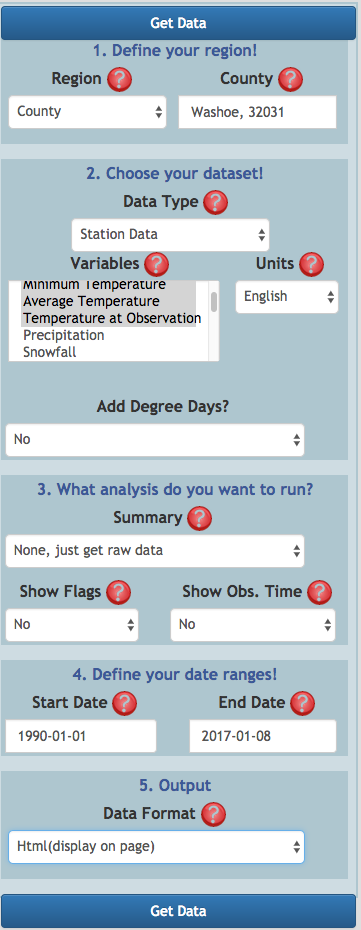 Get Data
1. Define your region!
Region ? County ?
County Washoe, 32031
2. Choose your dataset!
Data Type ?
Station Data
Variables ? Units ?
Minimum Temperature
Average Temperature English
Temperature at Observation
Precipitation
Snowfall
Add Degree Days?
No
3. What analysis do you want to run?
Summary ?
None, just get raw data
Show Flags ? Show Obs. Time ?
No No
4. Define your date ranges!
Start Date ? End Date ?
1990-01-01 2017-01-08
5. Output
Data Format ?
Html(display on page)
Get Data